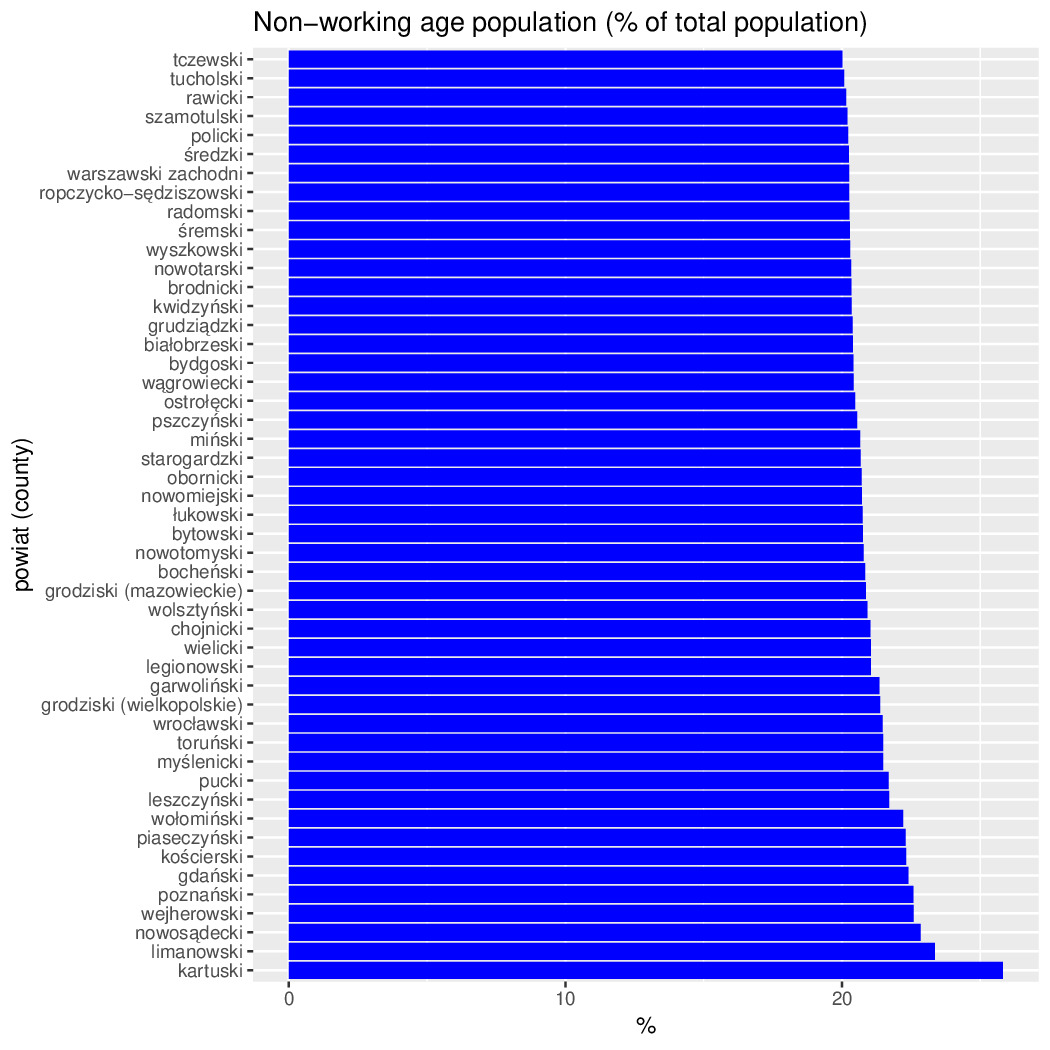 Non−working age population (% of total population)
tczewski
tucholski
rawicki
szamotulski
policki
średzki
warszawski zachodni
ropczycko−sędziszowski
radomski
śremski
wyszkowski
nowotarski
brodnicki
kwidzyński
grudziądzki
białobrzeski
bydgoski
wągrowiecki
ostrołęcki
pszczyński
miński
starogardzki
obornicki
nowomiejski
łukowski
bytowski
nowotomyski
bocheński
grodziski (mazowieckie)
wolsztyński
chojnicki
wielicki
legionowski
garwoliński
grodziski (wielkopolskie)
wrocławski
toruński
myślenicki
pucki
leszczyński
wołomiński
piaseczyński
kościerski
gdański
poznański
wejherowski
nowosądecki
limanowski
kartuski
powiat (county)
0 10 20
%